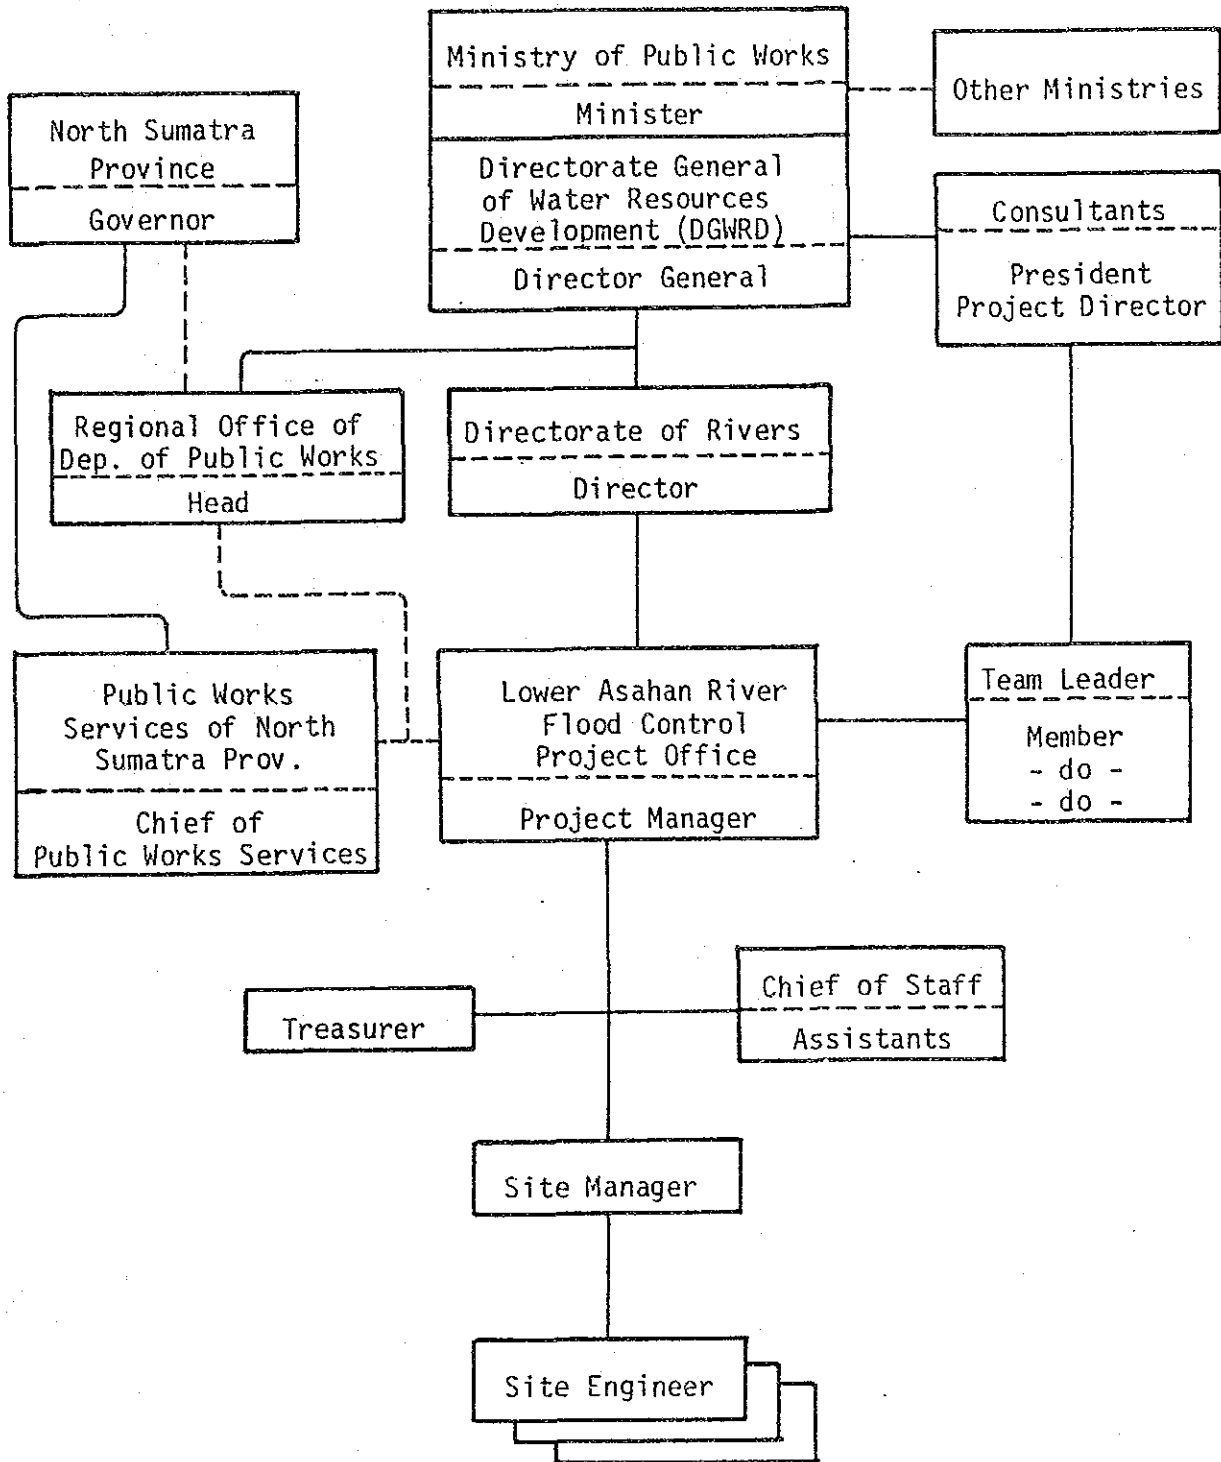 Ministry of Public Works
Minister
Directorate General
of Water Resources
Development (DGWRD)
Director General
Other Ministries
North Sumatra
Province
Governor
Consultants
President
Project Director
Regional Office of
Dep. of Public Works
Head
Directorate of Rivers
Director
Public Works
Services of North
Sumatra Prov.
Chief of
Public Works Services
Lower Asahan River
Flood Control
Project Office
Project Manager
Team Leader
Member
- do -
- do -
Treasurer
Chief of Staff
Assistants
Site Manager
Site Engineer